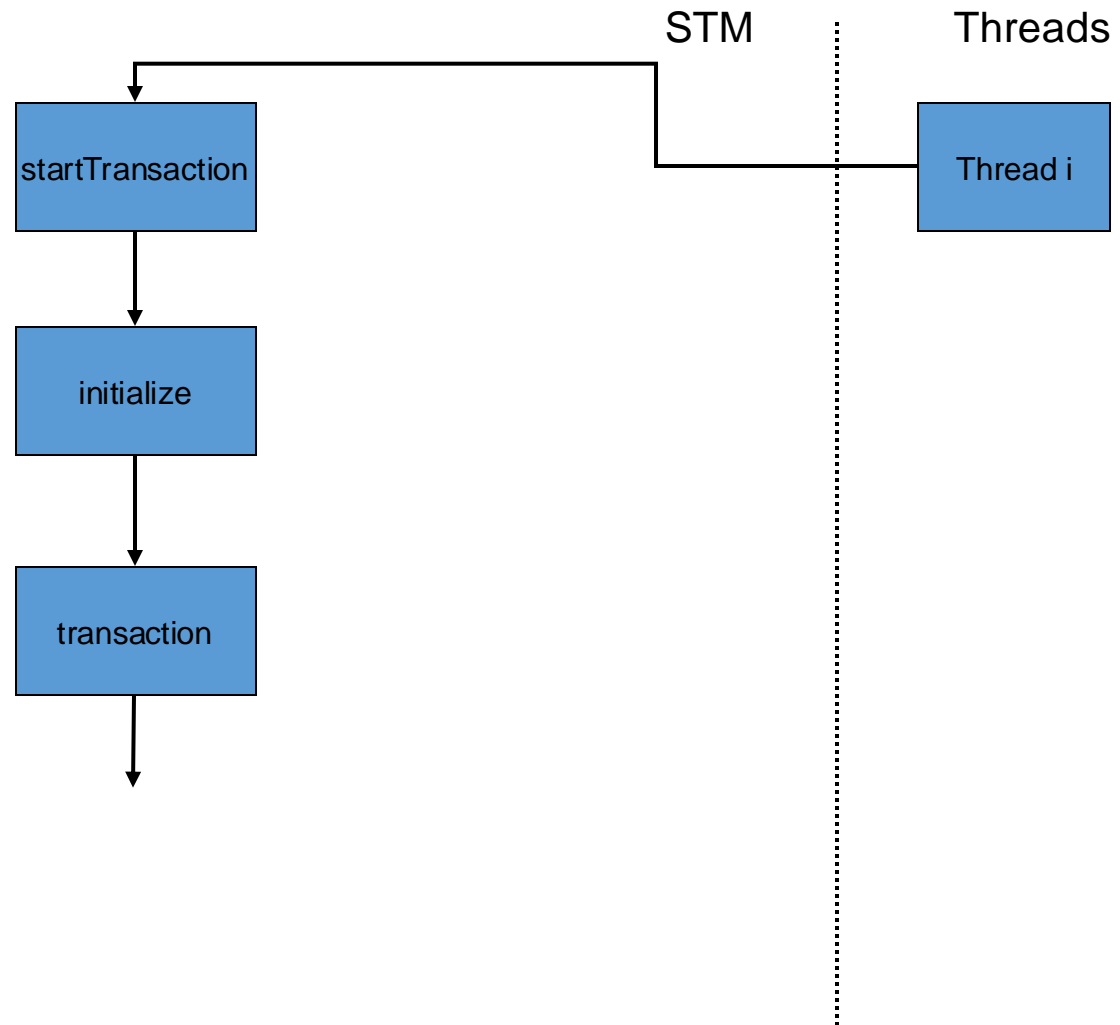 STM
Threads
startTransaction
Thread i
initialize
transaction